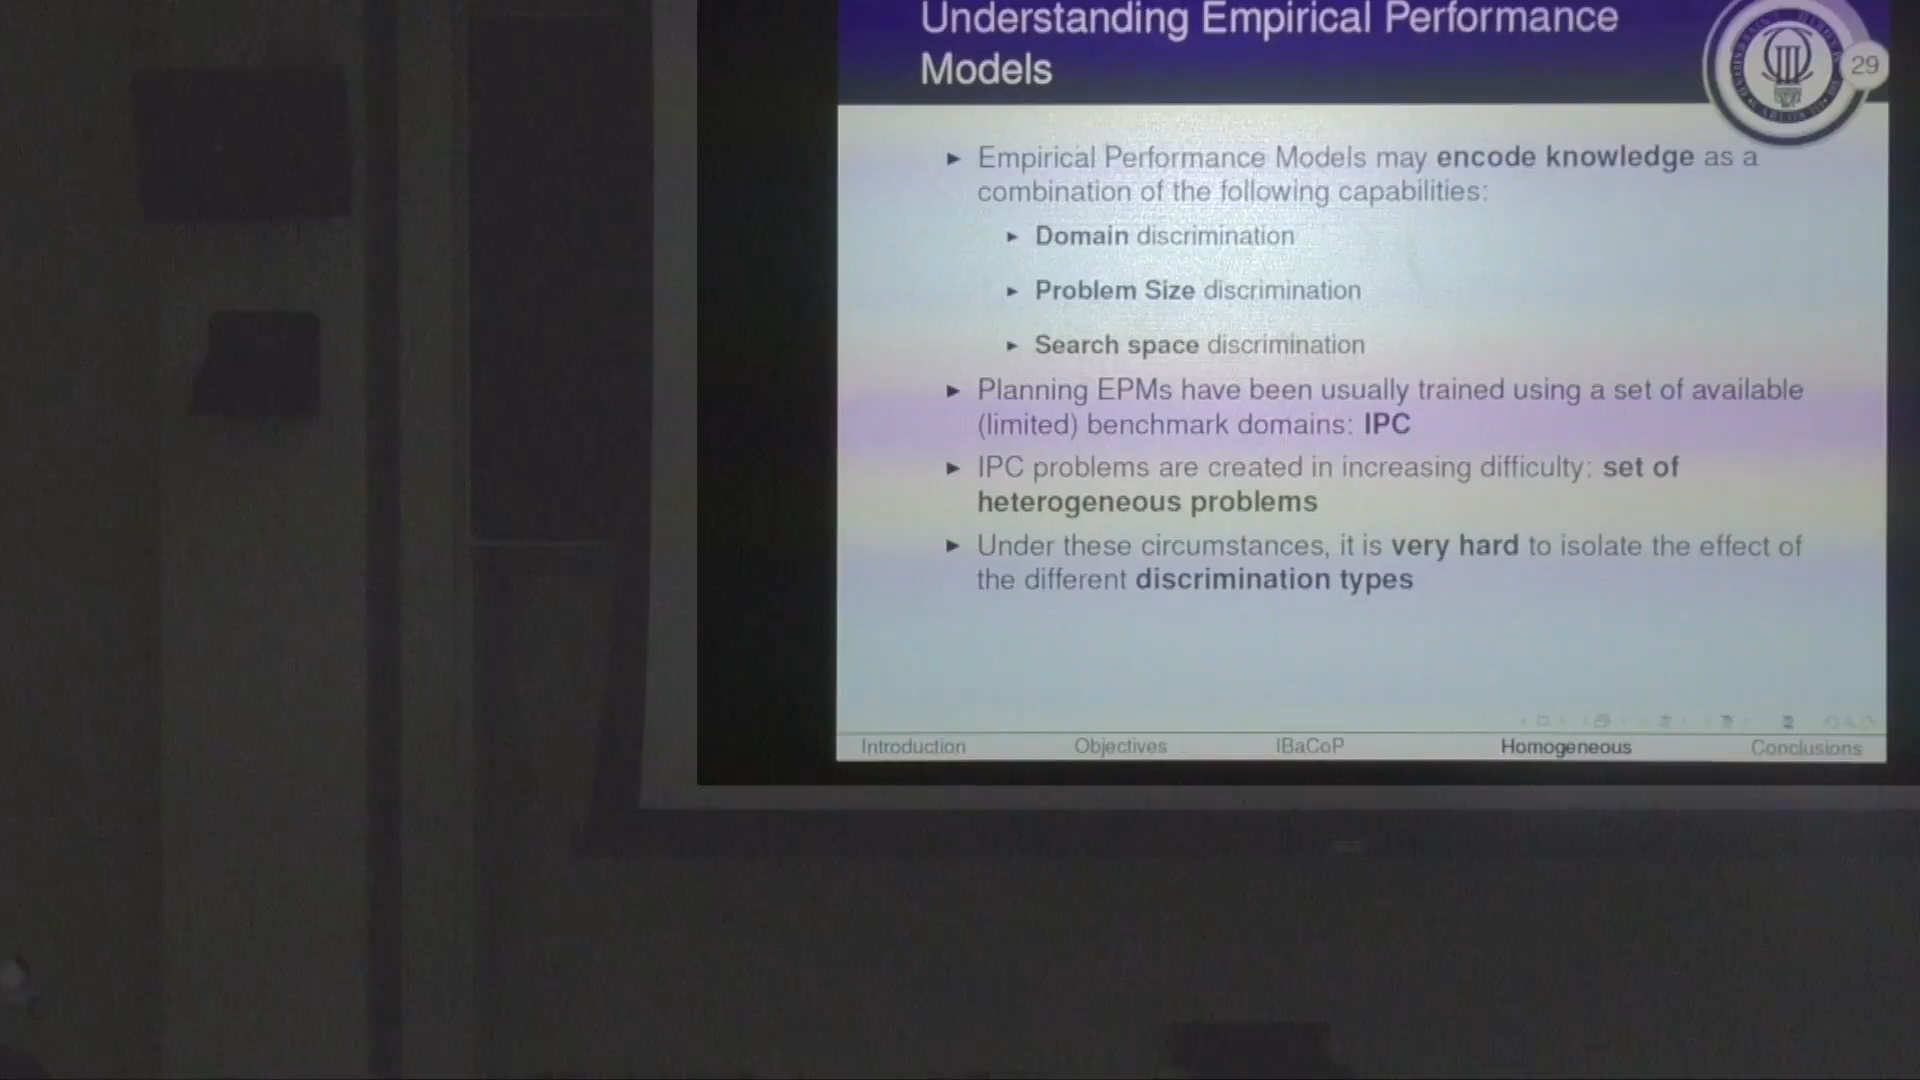 Understanding Empirical Performance
Models
29
► Empirical Performance Models may encode knowledge as a
combination of the following capabilities:
► Domain discrimination
► Problem Size discrimination
► Search space discrimination
► Planning EPMs have been usually trained using a set of available
(limited) benchmark domains: IPC
► IPC problems are created in increasing difficulty: set of
heterogeneous problems
► Under these circumstances, it is very hard to isolate the effect of
the different discrimination types
Introduction Objectives IBaCoP Homogeneous Conclusions